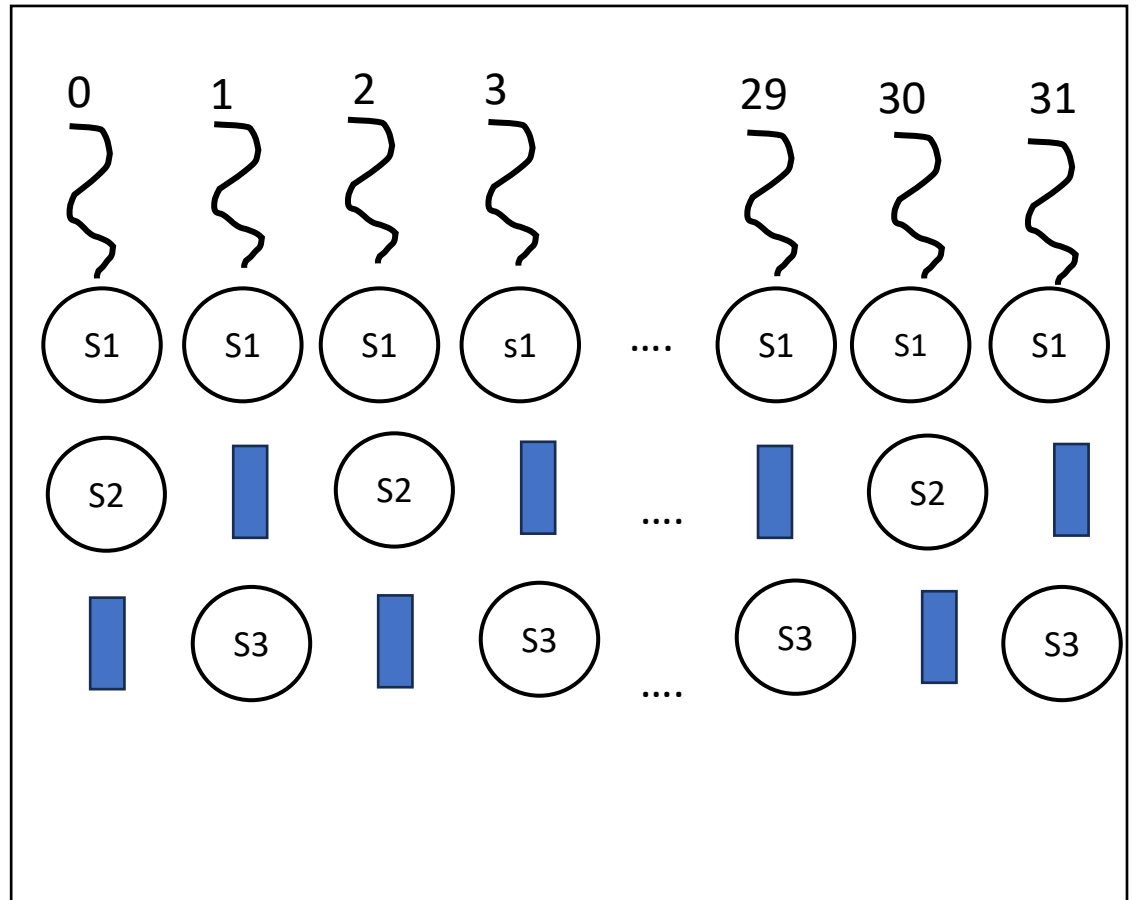 0 1 2 3 29 30 31
S1 S1 S1 s1 .... S1 S1 S1
S2 S2 .... S2
S3 S3 .... S3 S3